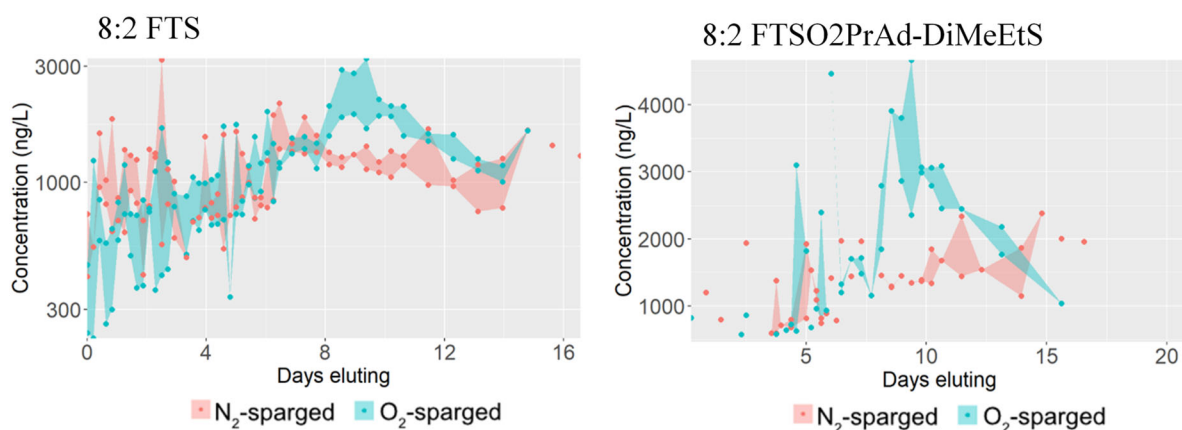 8:2 FTS
3000
1000
300
Concentration (ng/L)
0 4 8 12 16
Days eluting
N₂-sparged O₂-sparged
8:2 FTSO2PrAd-DiMeEtS
4000
3000
2000
1000
Concentration (ng/L)
5 10 15 20
Days eluting
N₂-sparged O₂-sparged